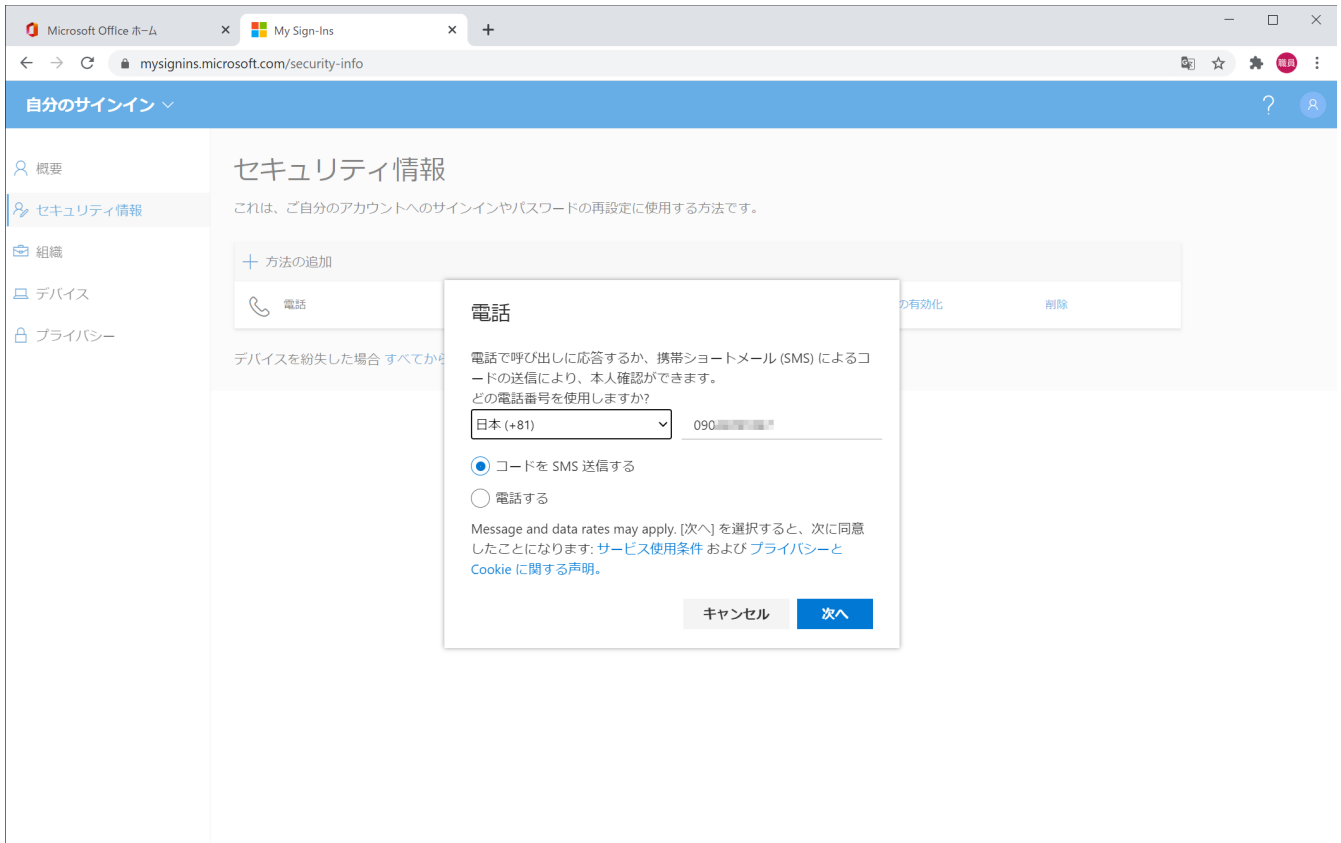 Microsoft Office ホーム
My Sign-Ins
mysignins.microsoft.com/security-info
職員
自分のサインイン
概要
セキュリティ情報
組織
デバイス
プライバシー
セキュリティ情報
これは、ご自分のアカウントへのサインインやパスワードの再設定に使用する方法です。
方法の追加
電話
の有効化
削除
デバイスを紛失した場合 すべてから
電話
電話で呼び出しに応答するか、携帯ショートメール (SMS) によるコ
ードの送信により、本人確認ができます。
どの電話番号を使用しますか?
日本 (+81)
090
コードを SMS 送信する
電話する
Message and data rates may apply. [次へ] を選択すると、次に同意
したことになります: サービス使用条件 および プライバシーと
Cookie に関する声明。
キャンセル
次へ